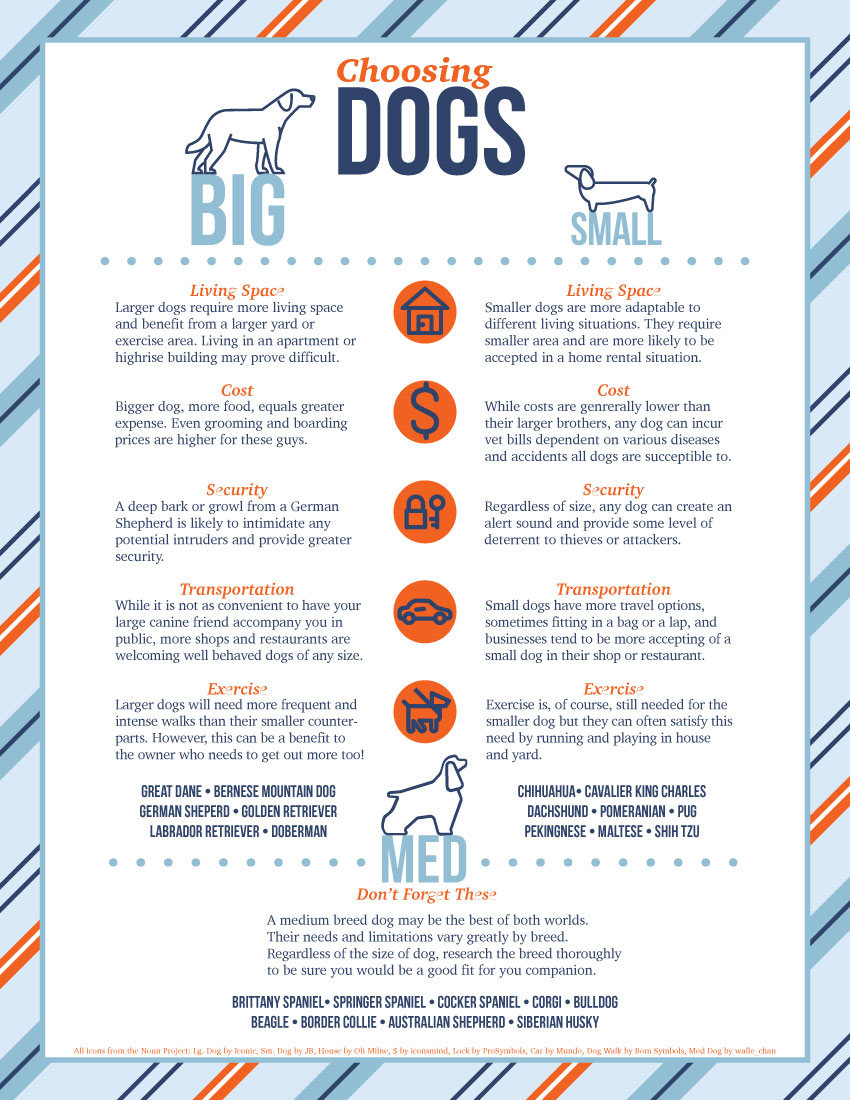 Choosing
DOGS
BIG
SMALL
Living Space
Larger dogs require more living space
and benefit from a larger yard or
exercise area. Living in an apartment or
highrise building may prove difficult.
Living Space
Smaller dogs are more adaptable to
different living situations. They require
smaller area and are more likely to be
accepted in a home rental situation.
Cost
Bigger dog, more food, equals greater
expense. Even grooming and boarding
prices are higher for these guys.
$
Cost
While costs are genrerally lower than
their larger brothers, any dog can incur
vet bills dependent on various diseases
and accidents all dogs are succeptible to.
Security
A deep bark or growl from a German
Shepherd is likely to intimidate any
potential intruders and provide greater
security.
Security
Regardless of size, any dog can create an
alert sound and provide some level of
deterrent to thieves or attackers.
Transportation
While it is not as convenient to have your
large canine friend accompany you in
public, more shops and restaurants are
welcoming well behaved dogs of any size.
Transportation
Small dogs have more travel options,
sometimes fitting in a bag or a lap, and
businesses tend to be more accepting of a
small dog in their shop or restaurant.
Exercise
Larger dogs will need more frequent and
intense walks than their smaller counter-
parts. However, this can be a benefit to
the owner who needs to get out more too!
Exercise
Exercise is, of course, still needed for the
smaller dog but they can often satisfy this
need by running and playing in house
and yard.
GREAT DANE • BERNESE MOUNTAIN DOG
GERMAN SHEPERD • GOLDEN RETRIEVER
LABRADOR RETRIEVER • DOBERMAN
CHIHUAHUA• CAVALIER KING CHARLES
DACHSHUND • POMERANIAN • PUG
PEKINGNESE • MALTESE • SHIH TZU
MED
Don't Forget These
A medium breed dog may be the best of both worlds.
Their needs and limitations vary greatly by breed.
Regardless of the size of dog, research the breed thoroughly
to be sure you would be a good fit for you companion.
BRITTANY SPANIEL• SPRINGER SPANIEL • COCKER SPANIEL • CORGI • BULLDOG
BEAGLE • BORDER COLLIE • AUSTRALIAN SHEPHERD • SIBERIAN HUSKY
All icons from the Noun Project: Lg. Dog by Iconic, Sm. Dog by JB, House by Oli Milne, $ by iconsmind, Lock by ProSymbols, Car by Mundo, Dog Walk by Born Symbols, Med Dog by walle_chan